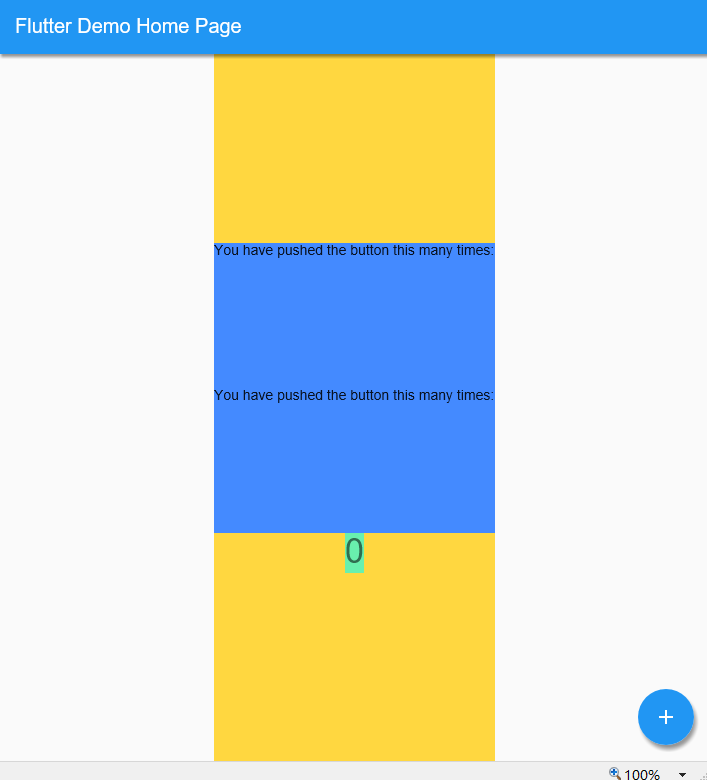 Flutter Demo Home Page
You have pushed the button this many times:
You have pushed the button this many times:
0
+
100%